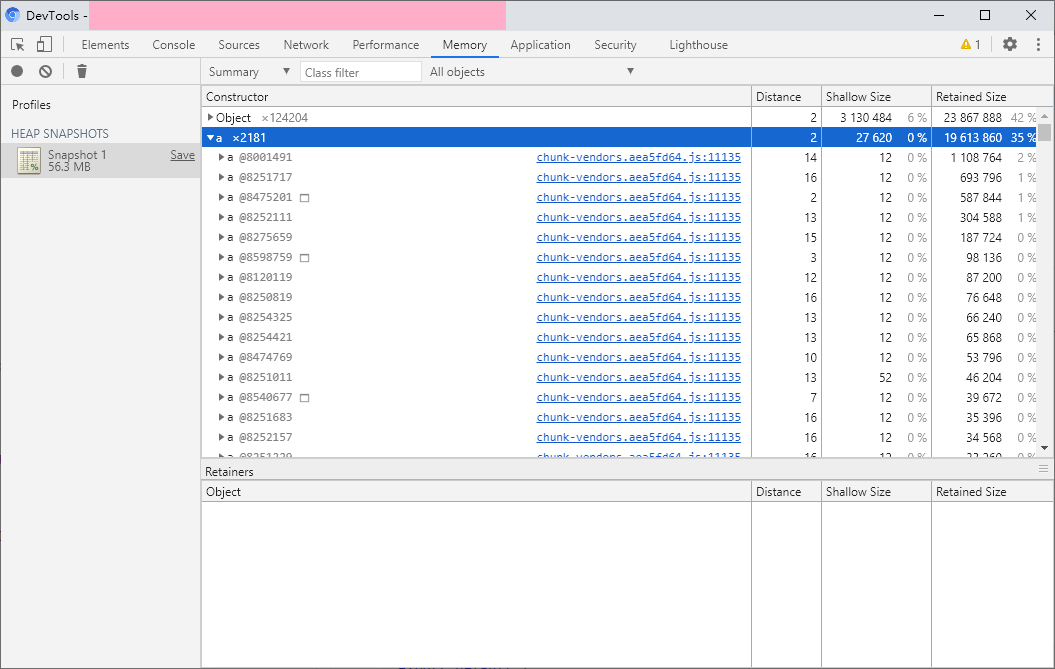 DevTools -
Elements Console Sources Network Performance Memory Application Security Lighthouse 1
Summary Class filter All objects
Profiles
HEAP SNAPSHOTS
Snapshot 1 Save
56.3 MB
Constructor Distance Shallow Size Retained Size
Object ×124204 2 3 130 484 6 % 23 867 888 42 %
a ×2181 2 27 620 0 % 19 613 860 35 %
a @8001491 chunk-vendors.aea5fd64.js:11135 14 12 0 % 1 108 764 2 %
a @8251717 chunk-vendors.aea5fd64.js:11135 16 12 0 % 693 796 1 %
a @8475201 chunk-vendors.aea5fd64.js:11135 2 12 0 % 587 844 1 %
a @8252111 chunk-vendors.aea5fd64.js:11135 13 12 0 % 304 588 1 %
a @8275659 chunk-vendors.aea5fd64.js:11135 15 12 0 % 187 724 0 %
a @8598759 chunk-vendors.aea5fd64.js:11135 3 12 0 % 98 136 0 %
a @8120119 chunk-vendors.aea5fd64.js:11135 12 12 0 % 87 200 0 %
a @8250819 chunk-vendors.aea5fd64.js:11135 16 12 0 % 76 648 0 %
a @8254325 chunk-vendors.aea5fd64.js:11135 13 12 0 % 66 240 0 %
a @8254421 chunk-vendors.aea5fd64.js:11135 13 12 0 % 65 868 0 %
a @8474769 chunk-vendors.aea5fd64.js:11135 10 12 0 % 53 796 0 %
a @8251011 chunk-vendors.aea5fd64.js:11135 13 52 0 % 46 204 0 %
a @8540677 chunk-vendors.aea5fd64.js:11135 7 12 0 % 39 672 0 %
a @8251683 chunk-vendors.aea5fd64.js:11135 16 12 0 % 35 396 0 %
a @8252157 chunk-vendors.aea5fd64.js:11135 16 12 0 % 34 568 0 %
Retainers
Object Distance Shallow Size Retained Size